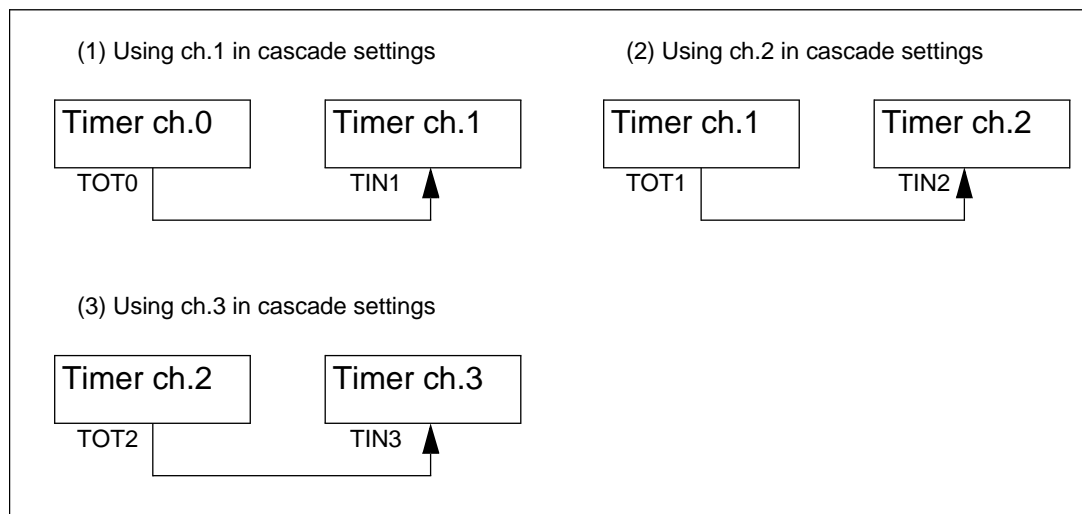 (1) Using ch.1 in cascade settings
Timer ch.0
Timer ch.1
TOT0
TIN1
(2) Using ch.2 in cascade settings
Timer ch.1
Timer ch.2
TOT1
TIN2
(3) Using ch.3 in cascade settings
Timer ch.2
Timer ch.3
TOT2
TIN3